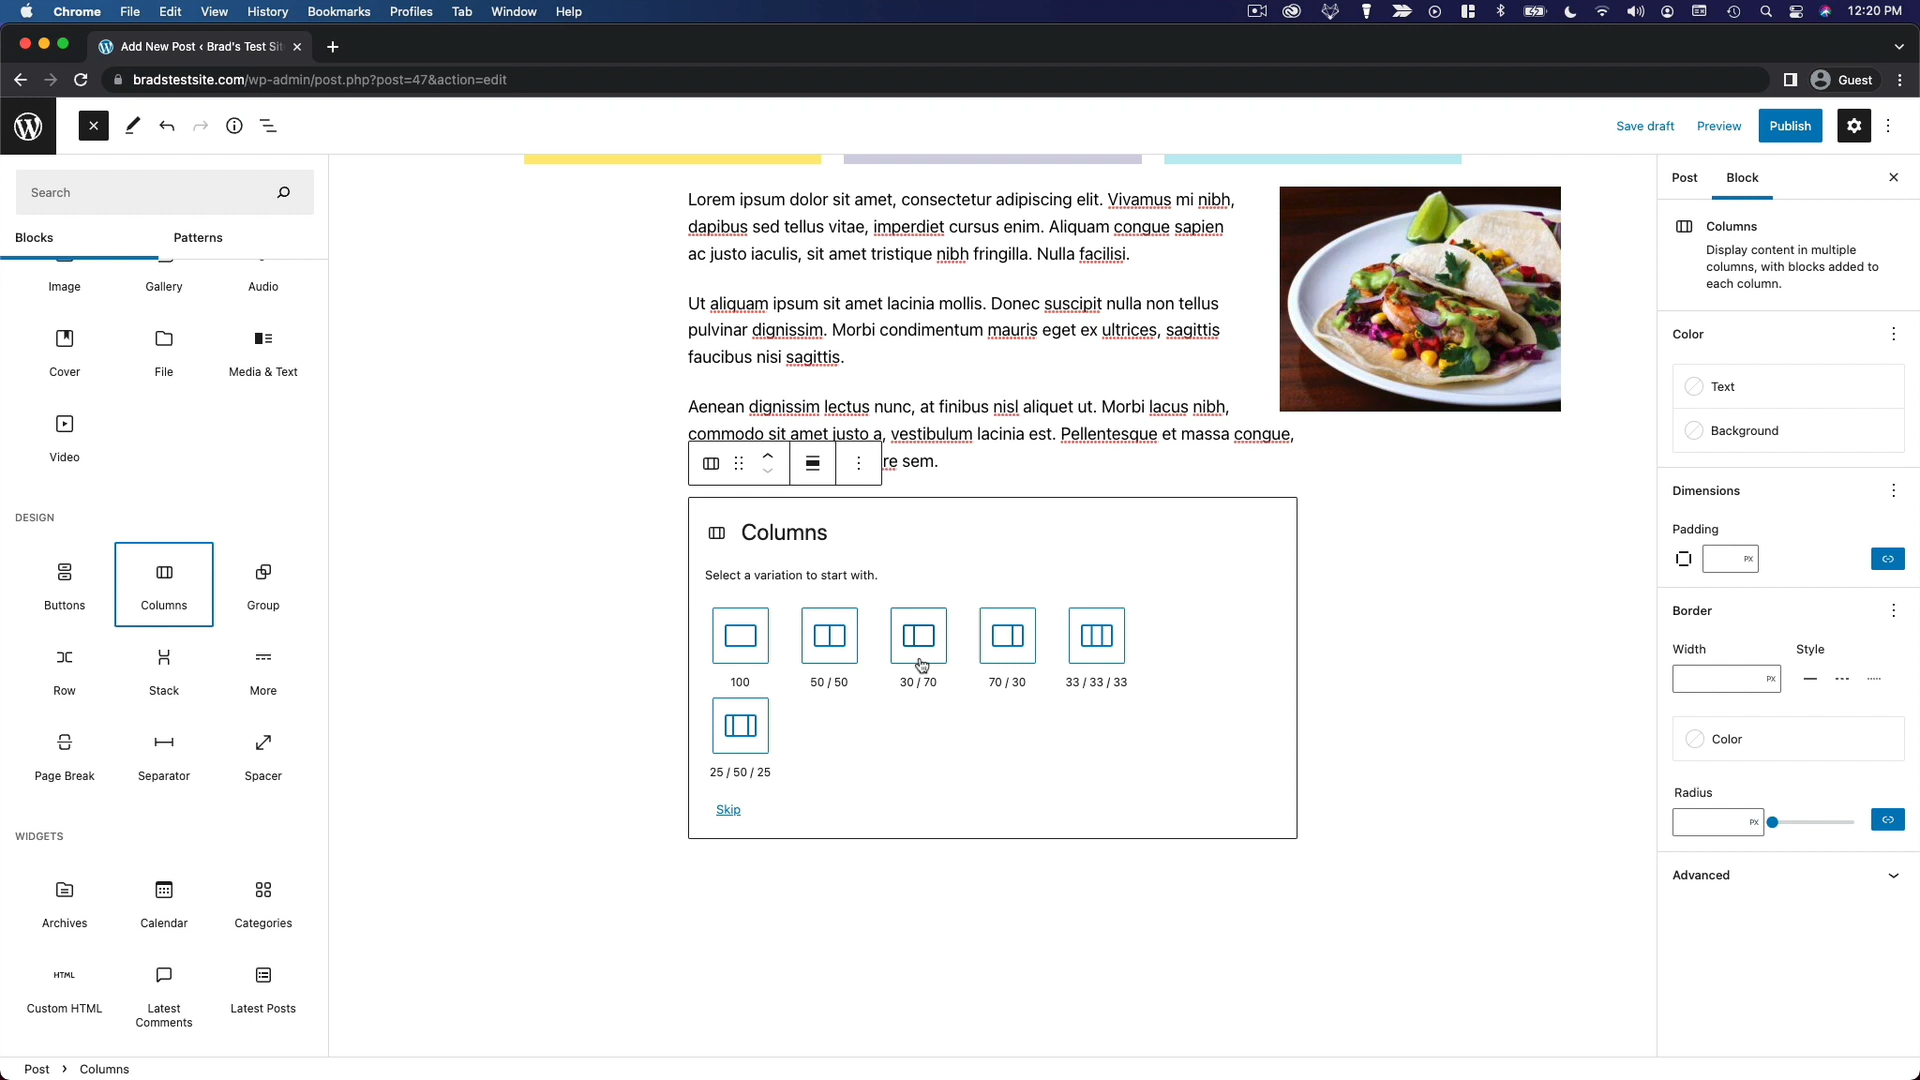 Chrome File Edit View History Bookmarks Profiles Tab Window Help 12:20 PM
Add New Post ‹ Brad's Test Sit
bradstestsite.com/wp-admin/post.php?post=47&action=edit Guest
Save draft Preview Publish
Search
Blocks Patterns
Image Gallery Audio
Cover File Media & Text
Video
DESIGN
Buttons Columns Group
Row Stack More
Page Break Separator Spacer
WIDGETS
Archives Calendar Categories
Custom HTML Latest Comments Latest Posts
HTML
Lorem ipsum dolor sit amet, consectetur adipiscing elit. Vivamus mi nibh,
dapibus sed tellus vitae, imperdiet cursus enim. Aliquam congue sapien
ac justo iaculis, sit amet tristique nibh fringilla. Nulla facilisi.
Ut aliquam ipsum sit amet lacinia mollis. Donec suscipit nulla non tellus
pulvinar dignissim. Morbi condimentum mauris eget ex ultrices, sagittis
faucibus nisi sagittis.
Aenean dignissim lectus nunc, at finibus nisl aliquet ut. Morbi lacus nibh,
commodo sit amet justo a, vestibulum lacinia est. Pellentesque et massa congue,
re sem.
Columns
Select a variation to start with.
100 50 / 50 30 / 70 70 / 30 33 / 33 / 33
25 / 50 / 25
Skip
Post Block
Columns
Display content in multiple
columns, with blocks added to
each column.
Color
Text
Background
Dimensions
Padding
PX
Border
Width Style
PX
Color
Radius
PX
Advanced
Post › Columns